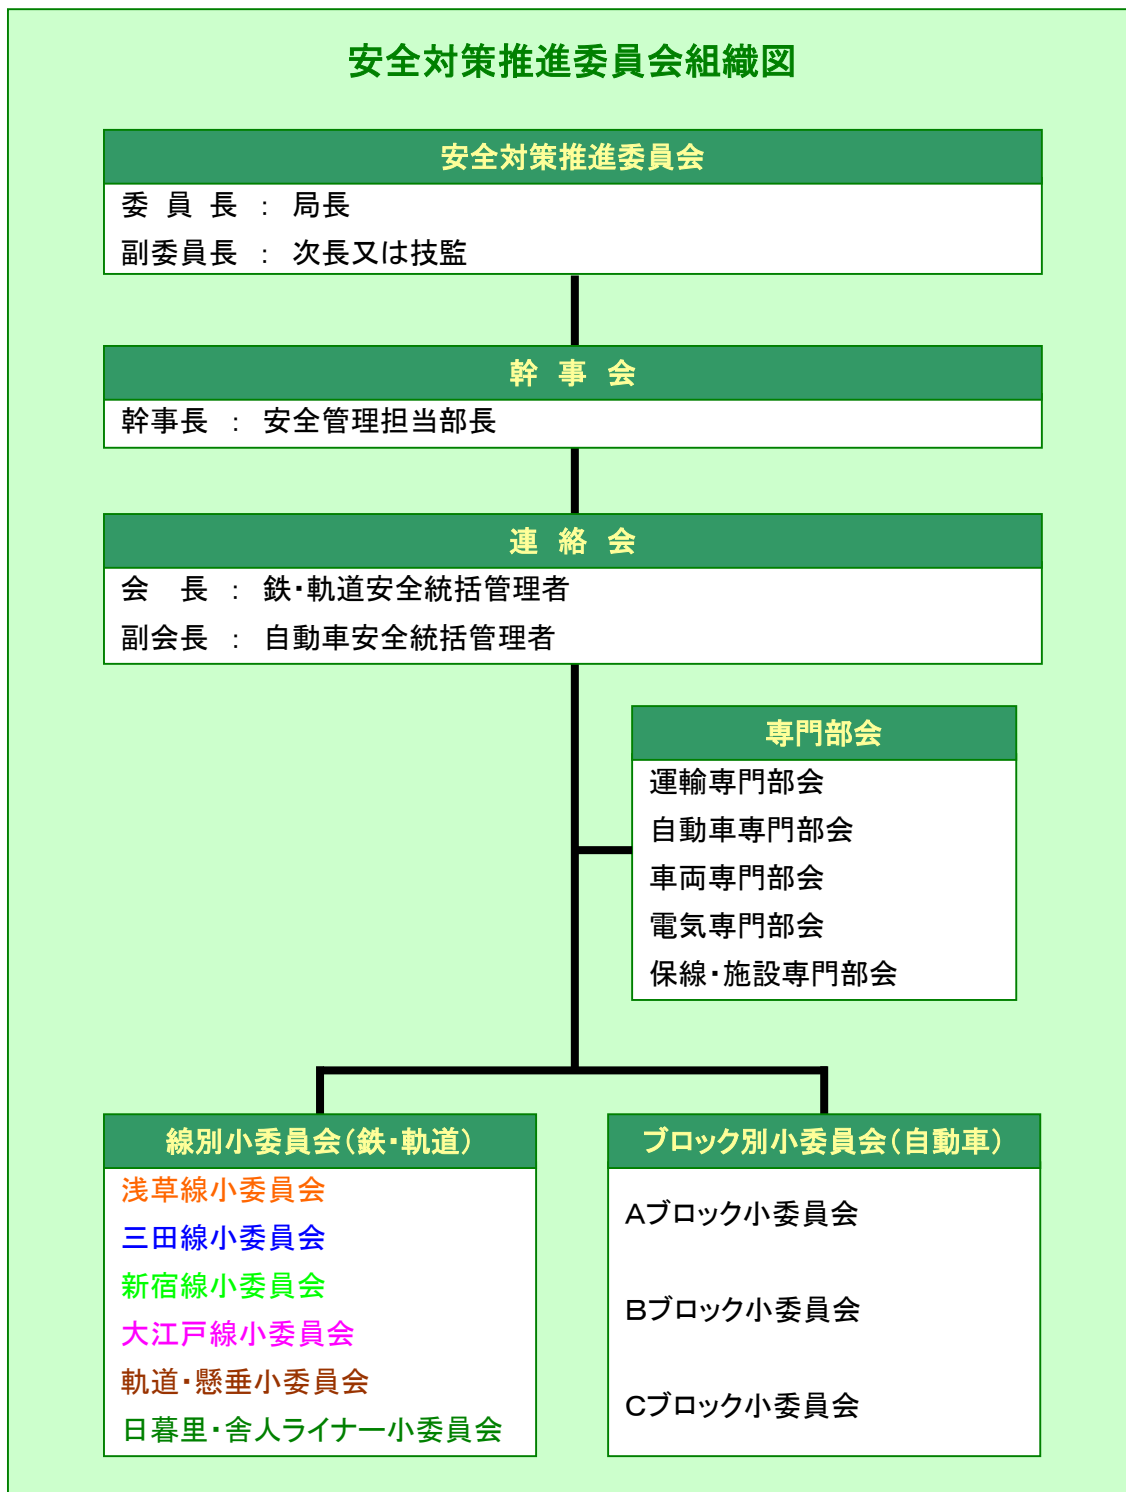 安全対策推進委員会組織図
安全対策推進委員会
委 員 長 ： 局長
副委員長 ： 次長又は技監
幹 事 会
幹事長 ： 安全管理担当部長
連 絡 会
会　長 ： 鉄・軌道安全統括管理者
副会長 ： 自動車安全統括管理者
専門部会
運輸専門部会
自動車専門部会
車両専門部会
電気専門部会
保線・施設専門部会
線別小委員会（鉄・軌道）
浅草線小委員会
三田線小委員会
新宿線小委員会
大江戸線小委員会
軌道・懸垂小委員会
日暮里・舎人ライナー小委員会
ブロック別小委員会（自動車）
Ａブロック小委員会
Ｂブロック小委員会
Ｃブロック小委員会